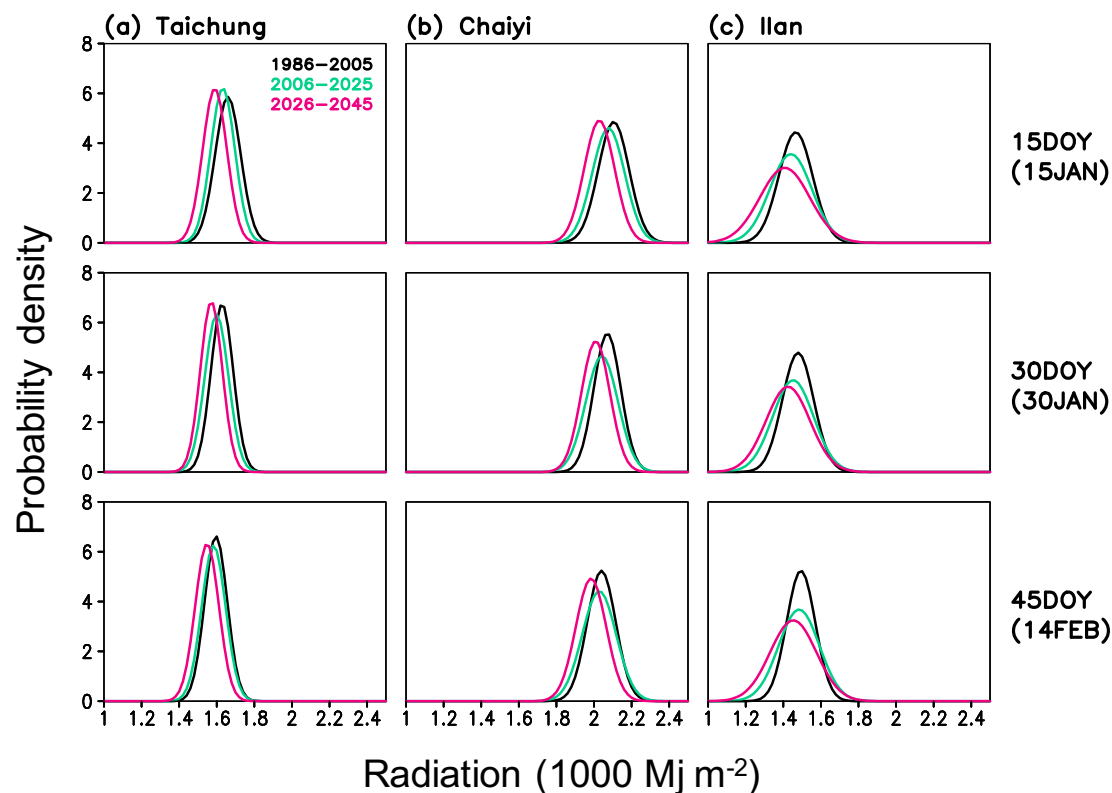 (a) Taichung
(b) Chaiyi
(c) Ilan
8
6
4
2
0
1986–2005
2006–2025
2026–2045
15DOY
(15JAN)
8
6
4
2
0
30DOY
(30JAN)
8
6
4
2
0
45DOY
(14FEB)
1 1.2 1.4 1.6 1.8 2 2.2 2.4
1 1.2 1.4 1.6 1.8 2 2.2 2.4
1 1.2 1.4 1.6 1.8 2 2.2 2.4
Probability density
Radiation (1000 Mj m⁻²)